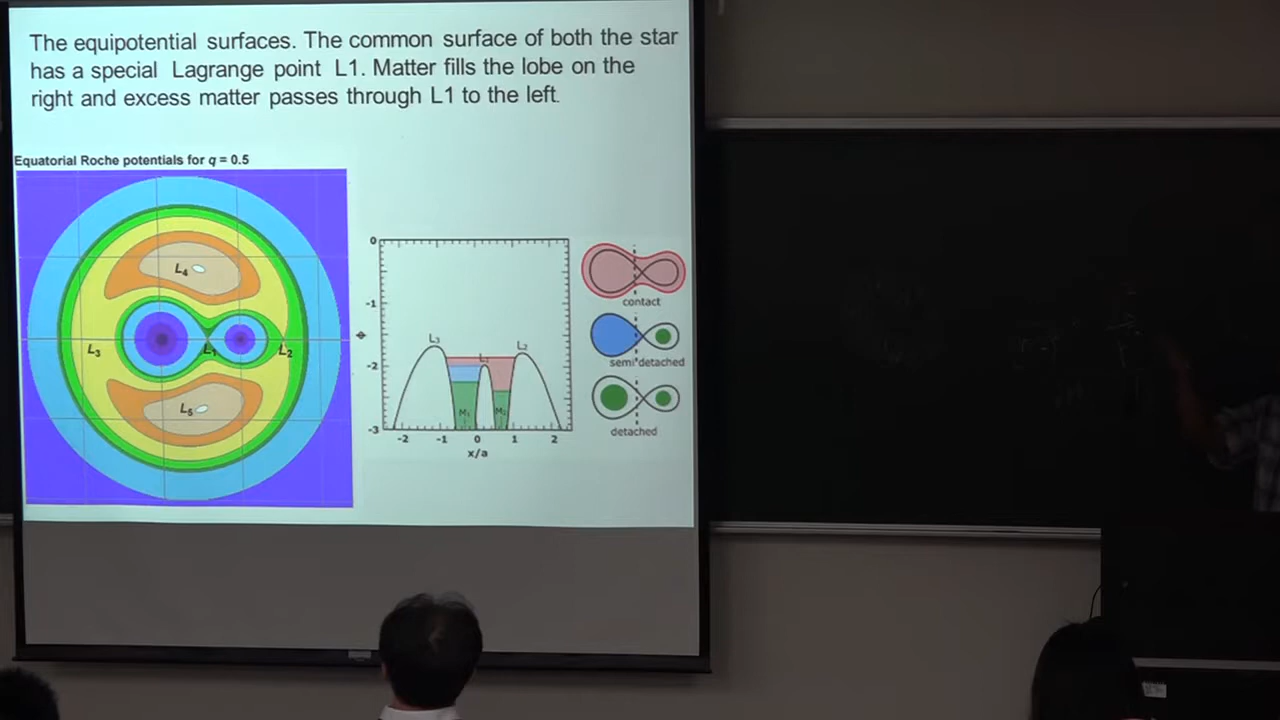 The equipotential surfaces. The common surface of both the star
has a special Lagrange point L1. Matter fills the lobe on the
right and excess matter passes through L1 to the left.
Equatorial Roche potentials for q = 0.5
L4
L3
L1
L2
L5
0
-1
-2
-3
L3
L1
L2
M1
M2
-2
-1
0
1
2
x/a
contact
semi-detached
detached